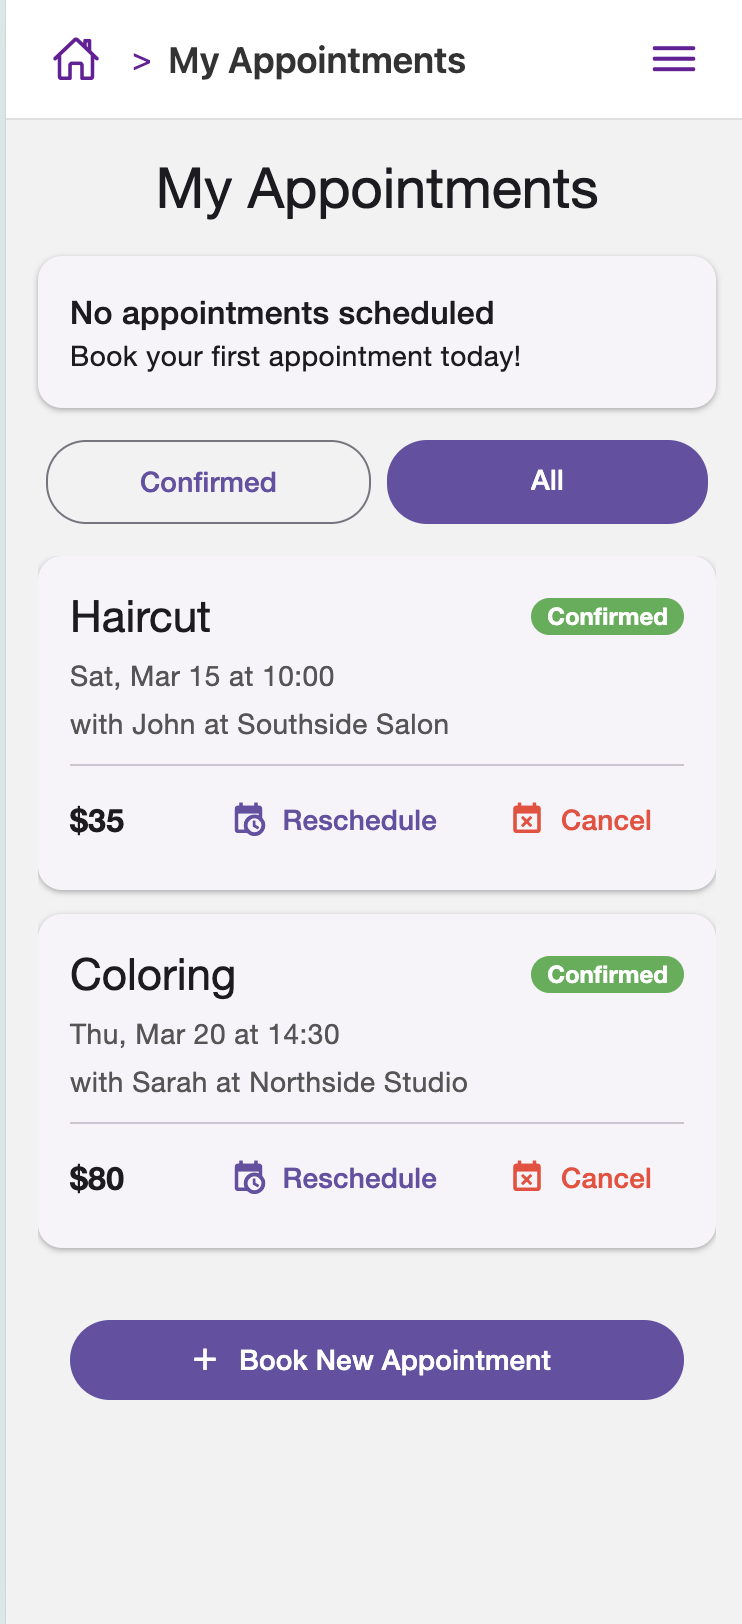 > My Appointments
My Appointments
No appointments scheduled
Book your first appointment today!
Confirmed All
Haircut Confirmed
Sat, Mar 15 at 10:00
with John at Southside Salon
$35 Reschedule Cancel
Coloring Confirmed
Thu, Mar 20 at 14:30
with Sarah at Northside Studio
$80 Reschedule Cancel
+ Book New Appointment